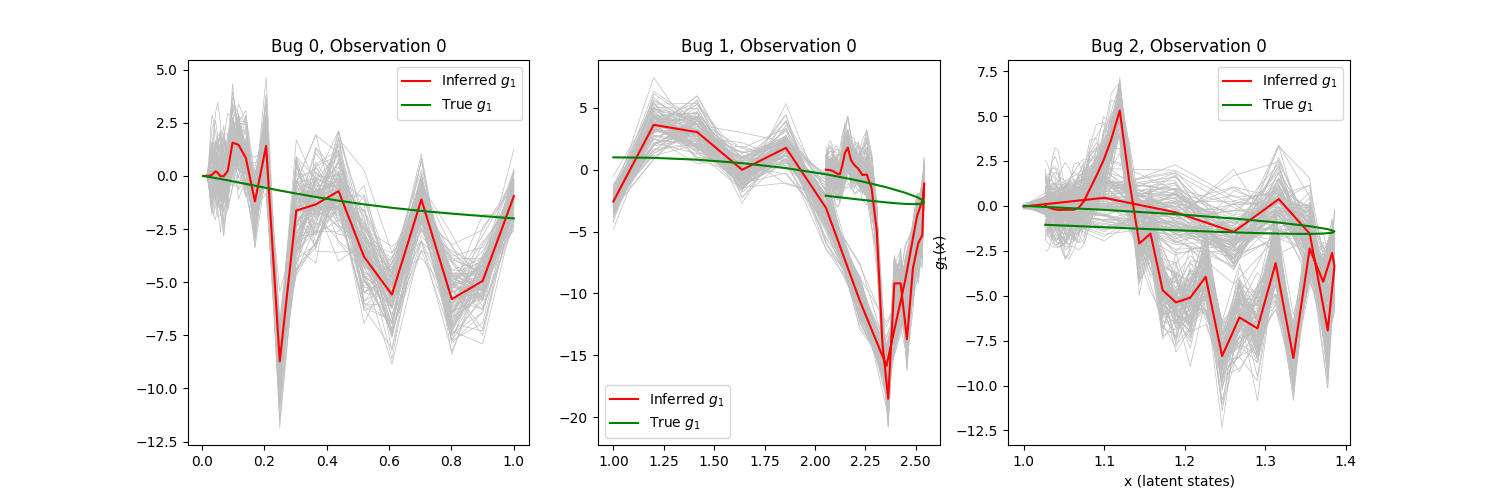 Bug 0, Observation 0
Inferred g1
True g1
5.0
2.5
0.0
−2.5
−5.0
−7.5
−10.0
−12.5
0.0 0.2 0.4 0.6 0.8 1.0
Bug 1, Observation 0
5
0
−5
−10
−15
−20
Inferred g1
True g1
1.00 1.25 1.50 1.75 2.00 2.25 2.50
Bug 2, Observation 0
Inferred g1
True g1
g1(x)
7.5
5.0
2.5
0.0
−2.5
−5.0
−7.5
−10.0
−12.5
1.0 1.1 1.2 1.3 1.4
x (latent states)